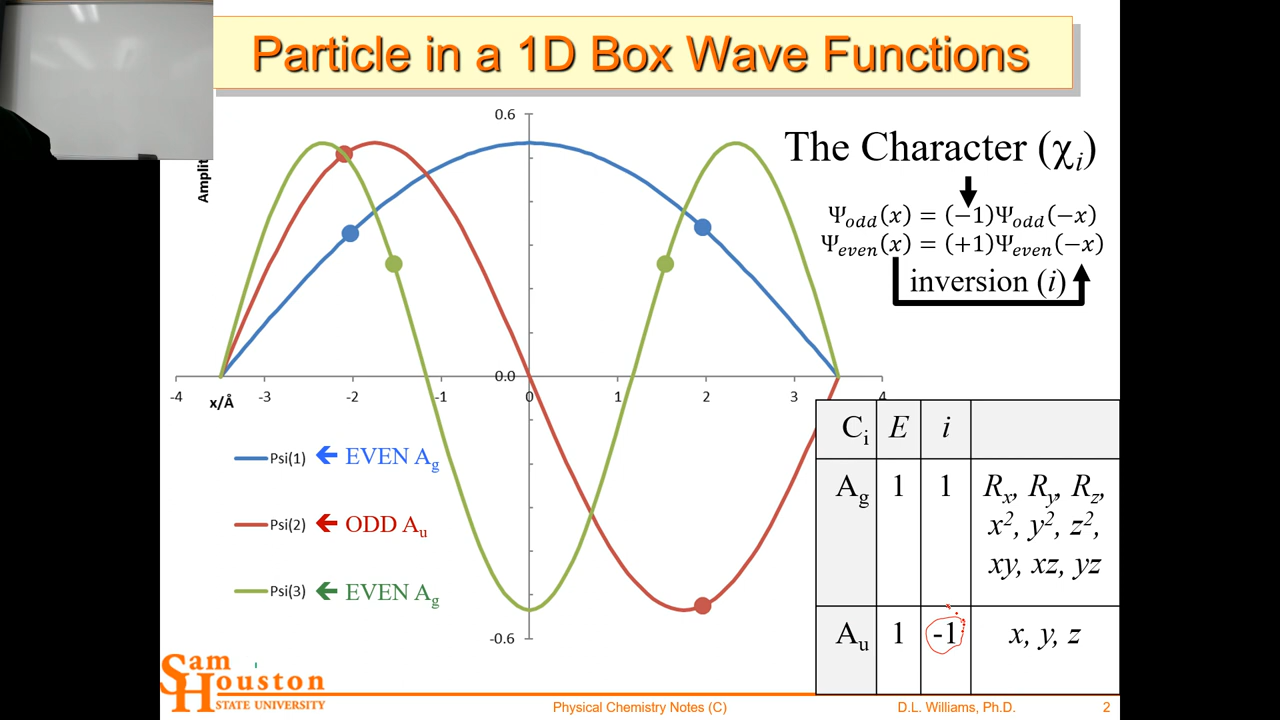 Particle in a 1D Box Wave Functions
0.6
The Character (χi)
Ψodd(x) = (−1)Ψodd(−x)
Ψeven(x) = (+1)Ψeven(−x)
inversion (i)
Amplit
0.0
-4 -3 -2 -1 0 1 2 3 4
x/Å
Psi(1) 🡸 EVEN Ag
Psi(2) 🡸 ODD Au
Psi(3) 🡸 EVEN Ag
-0.6
Ci E i
Ag 1 1 Rx, Ry, Rz,
x², y², z²,
xy, xz, yz
Au 1 -1 x, y, z
Sam
Houston
STATE UNIVERSITY
Physical Chemistry Notes (C)
D.L. Williams, Ph.D.
2